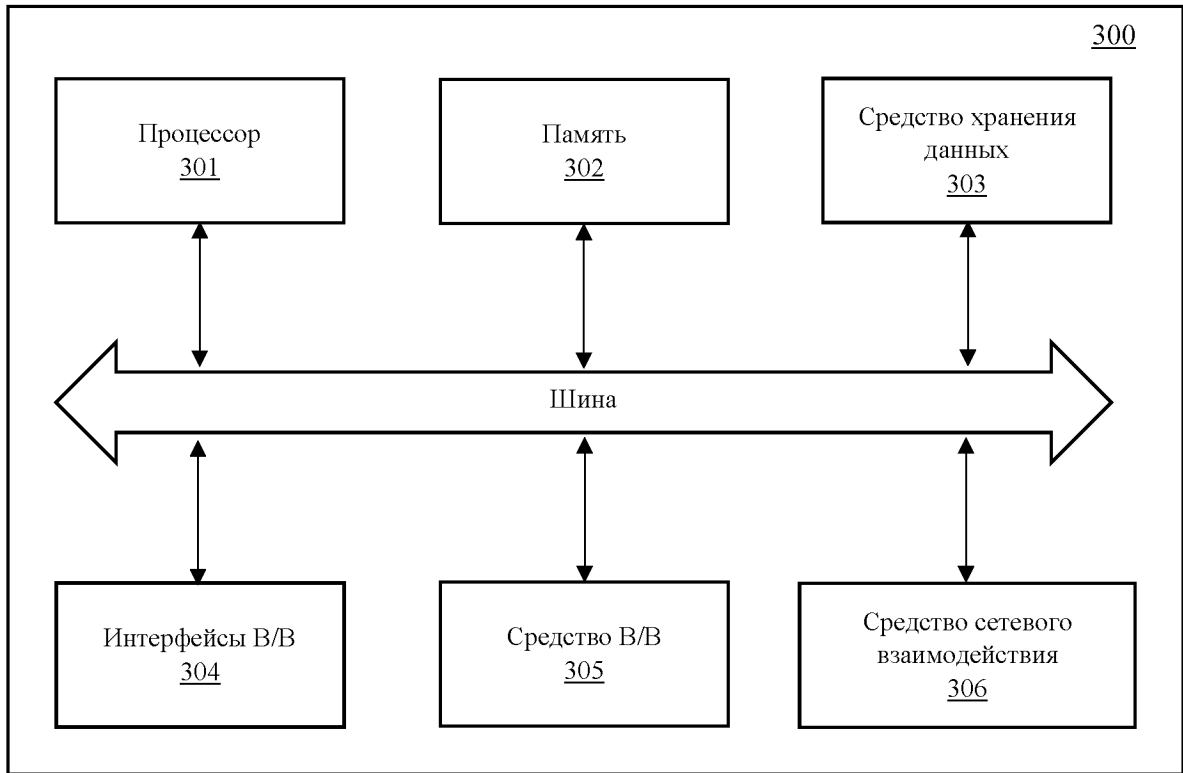 300
Процессор
301
Память
302
Средство хранения
данных
303
Шина
Интерфейсы В/В
304
Средство В/В
305
Средство сетевого
взаимодействия
306